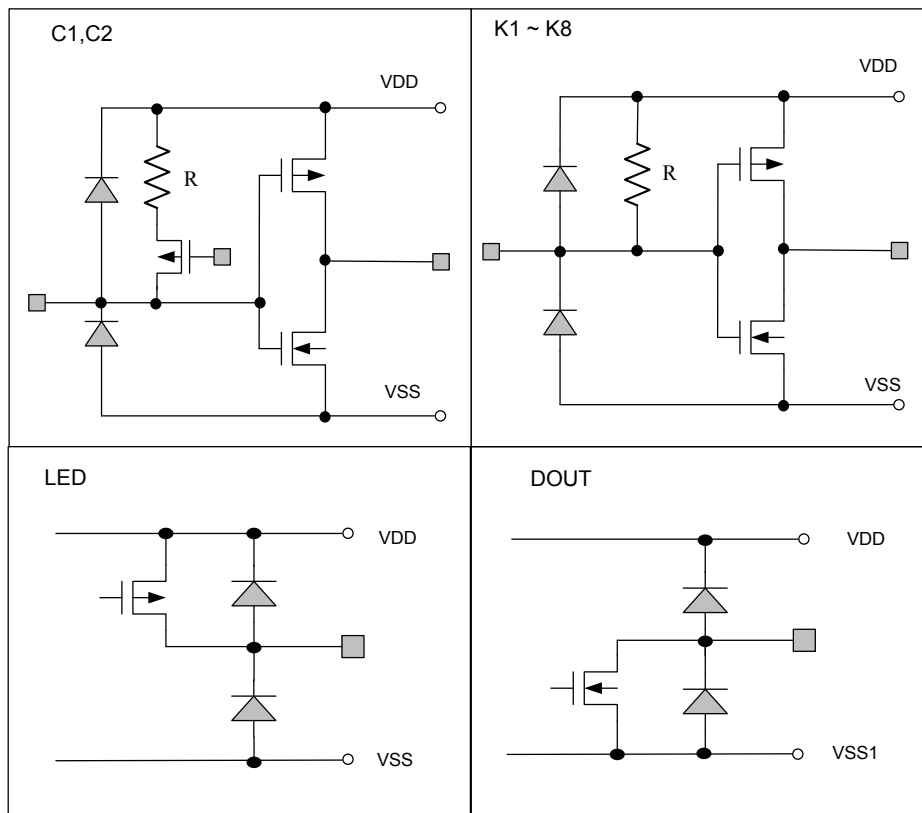 C1,C2
VDD
R
VSS
K1 ~ K8
VDD
R
VSS
LED
VDD
VSS
DOUT
VDD
VSS1